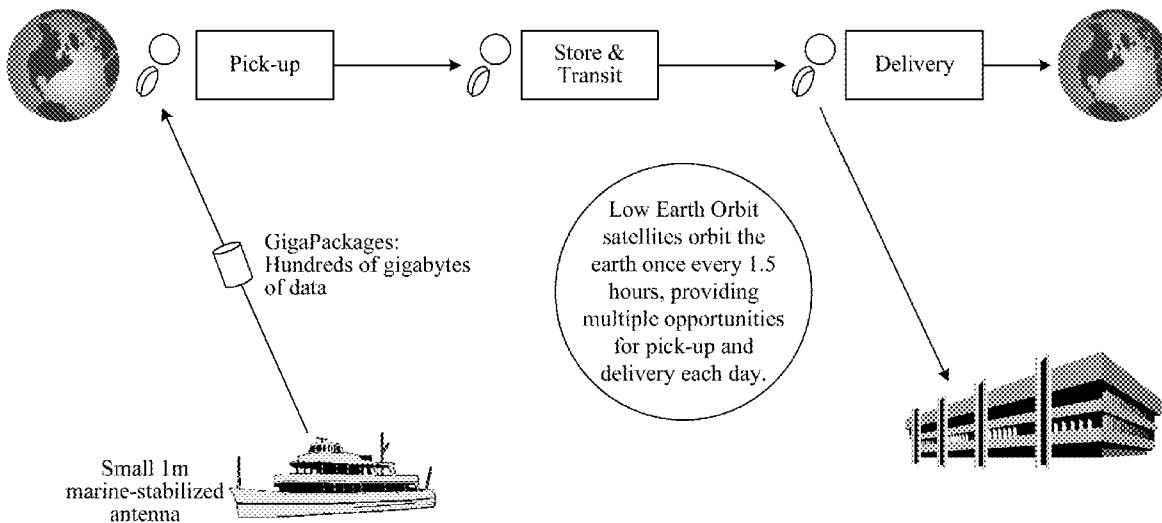 Pick-up
Store &
Transit
Delivery
GigaPackages:
Hundreds of gigabytes
of data
Low Earth Orbit
satellites orbit the
earth once every 1.5
hours, providing
multiple opportunities
for pick-up and
delivery each day.
Small 1m
marine-stabilized
antenna